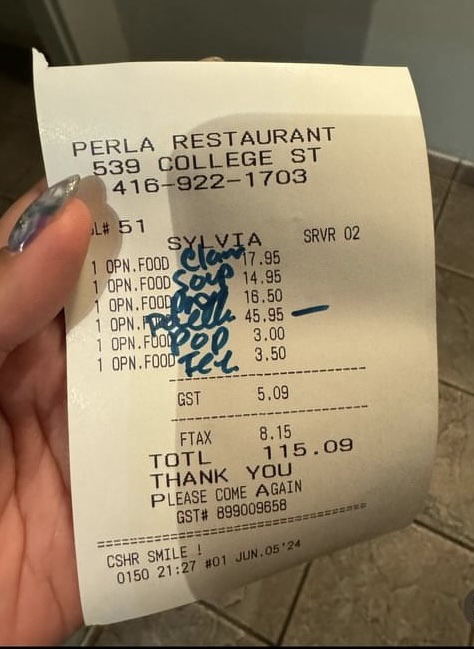 PERLA RESTAURANT
539 COLLEGE ST
416-922-1703
L# 51
SYLVIA SRVR 02
1 OPN.FOOD Clam 17.95
1 OPN.FOOD Soup 14.95
1 OPN.FOOD 16.50
1 OPN. 45.95 —
1 OPN.FOOD POP 3.00
1 OPN.FOOD 3.50
GST 5.09
FTAX 8.15
TOTL 115.09
THANK YOU
PLEASE COME AGAIN
GST# 899009658
CSHR SMILE !
0150 21:27 #01 JUN.05'24